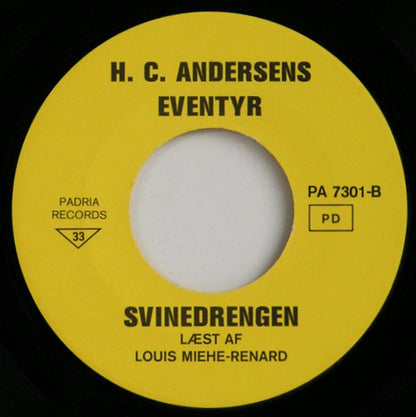 H. C. ANDERSENS
EVENTYR
PADRIA
RECORDS
33
PA 7301-B
PD
SVINEDRENGEN
LÆST AF
LOUIS MIEHE-RENARD